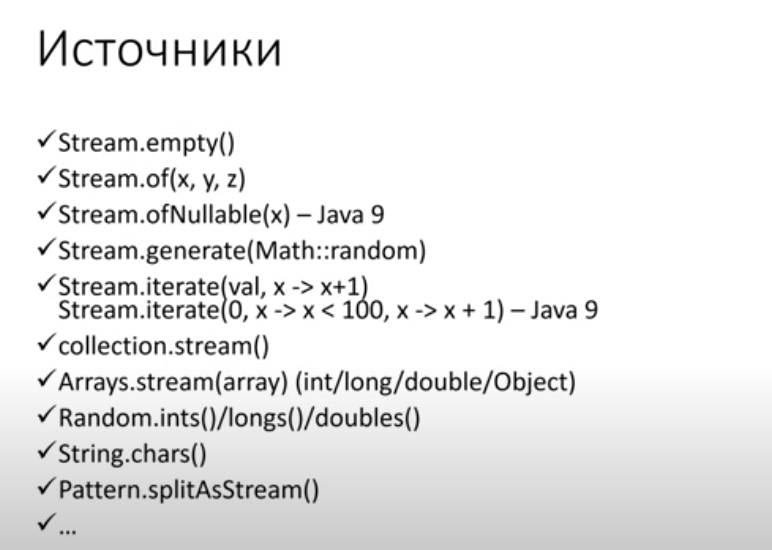 Источники
✓Stream.empty()
✓Stream.of(x, y, z)
✓Stream.ofNullable(x) – Java 9
✓Stream.generate(Math::random)
✓Stream.iterate(val, x -> x+1)
Stream.iterate(0, x -> x < 100, x -> x + 1) – Java 9
✓collection.stream()
✓Arrays.stream(array) (int/long/double/Object)
✓Random.ints()/longs()/doubles()
✓String.chars()
✓Pattern.splitAsStream()
✓...